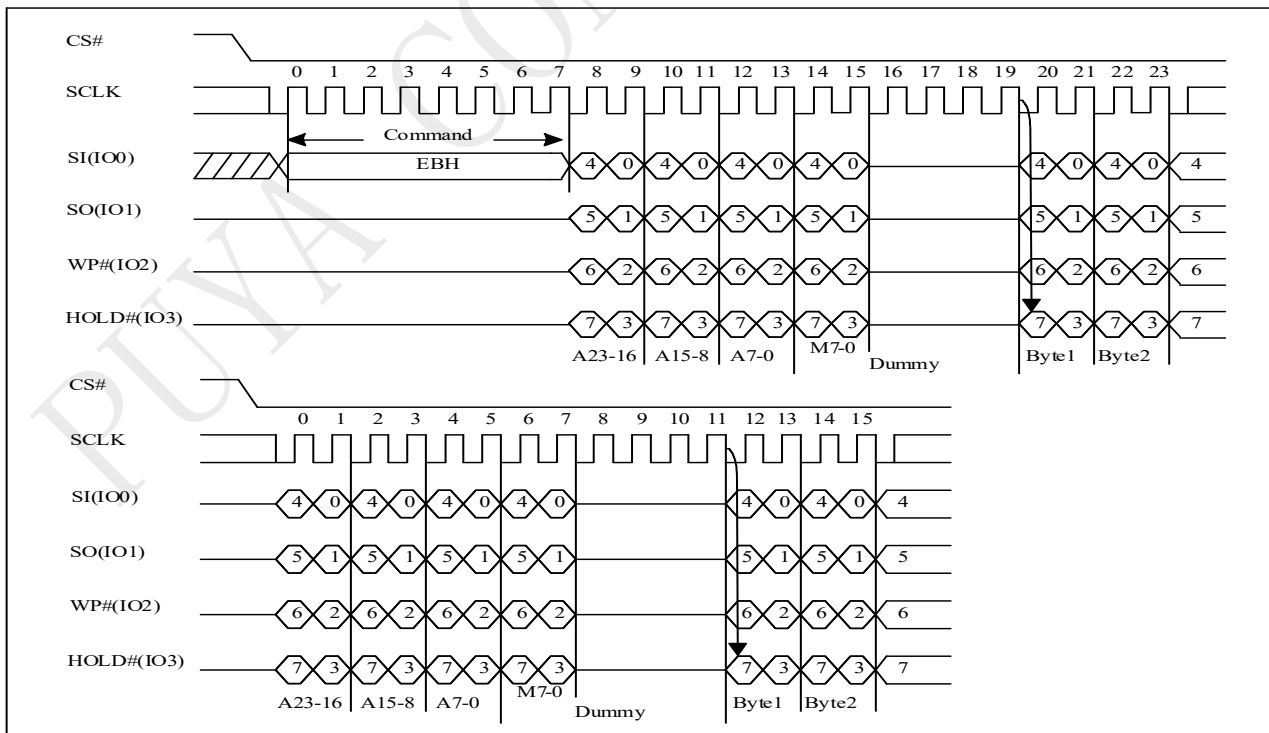 CS#
0 1 2 3 4 5 6 7 8 9 10 11 12 13 14 15 16 17 18 19 20 21 22 23
SCLK
Command
SI(IO0) EBH 4 0 4 0 4 0 4 0 4 0 4 0 4
SO(IO1) 5 1 5 1 5 1 5 1 5 1 5 1 5
WP#(IO2) 6 2 6 2 6 2 6 2 6 2 6 2 6
HOLD#(IO3) 7 3 7 3 7 3 7 3 7 3 7 3 7
A23-16 A15-8 A7-0 M7-0 Dummy Byte1 Byte2
CS#
0 1 2 3 4 5 6 7 8 9 10 11 12 13 14 15
SCLK
SI(IO0) 4 0 4 0 4 0 4 0 4 0 4 0 4
SO(IO1) 5 1 5 1 5 1 5 1 5 1 5 1 5
WP#(IO2) 6 2 6 2 6 2 6 2 6 2 6 2 6
HOLD#(IO3) 7 3 7 3 7 3 7 3 7 3 7 3 7
A23-16 A15-8 A7-0 M7-0 Dummy Byte1 Byte2
PUYA